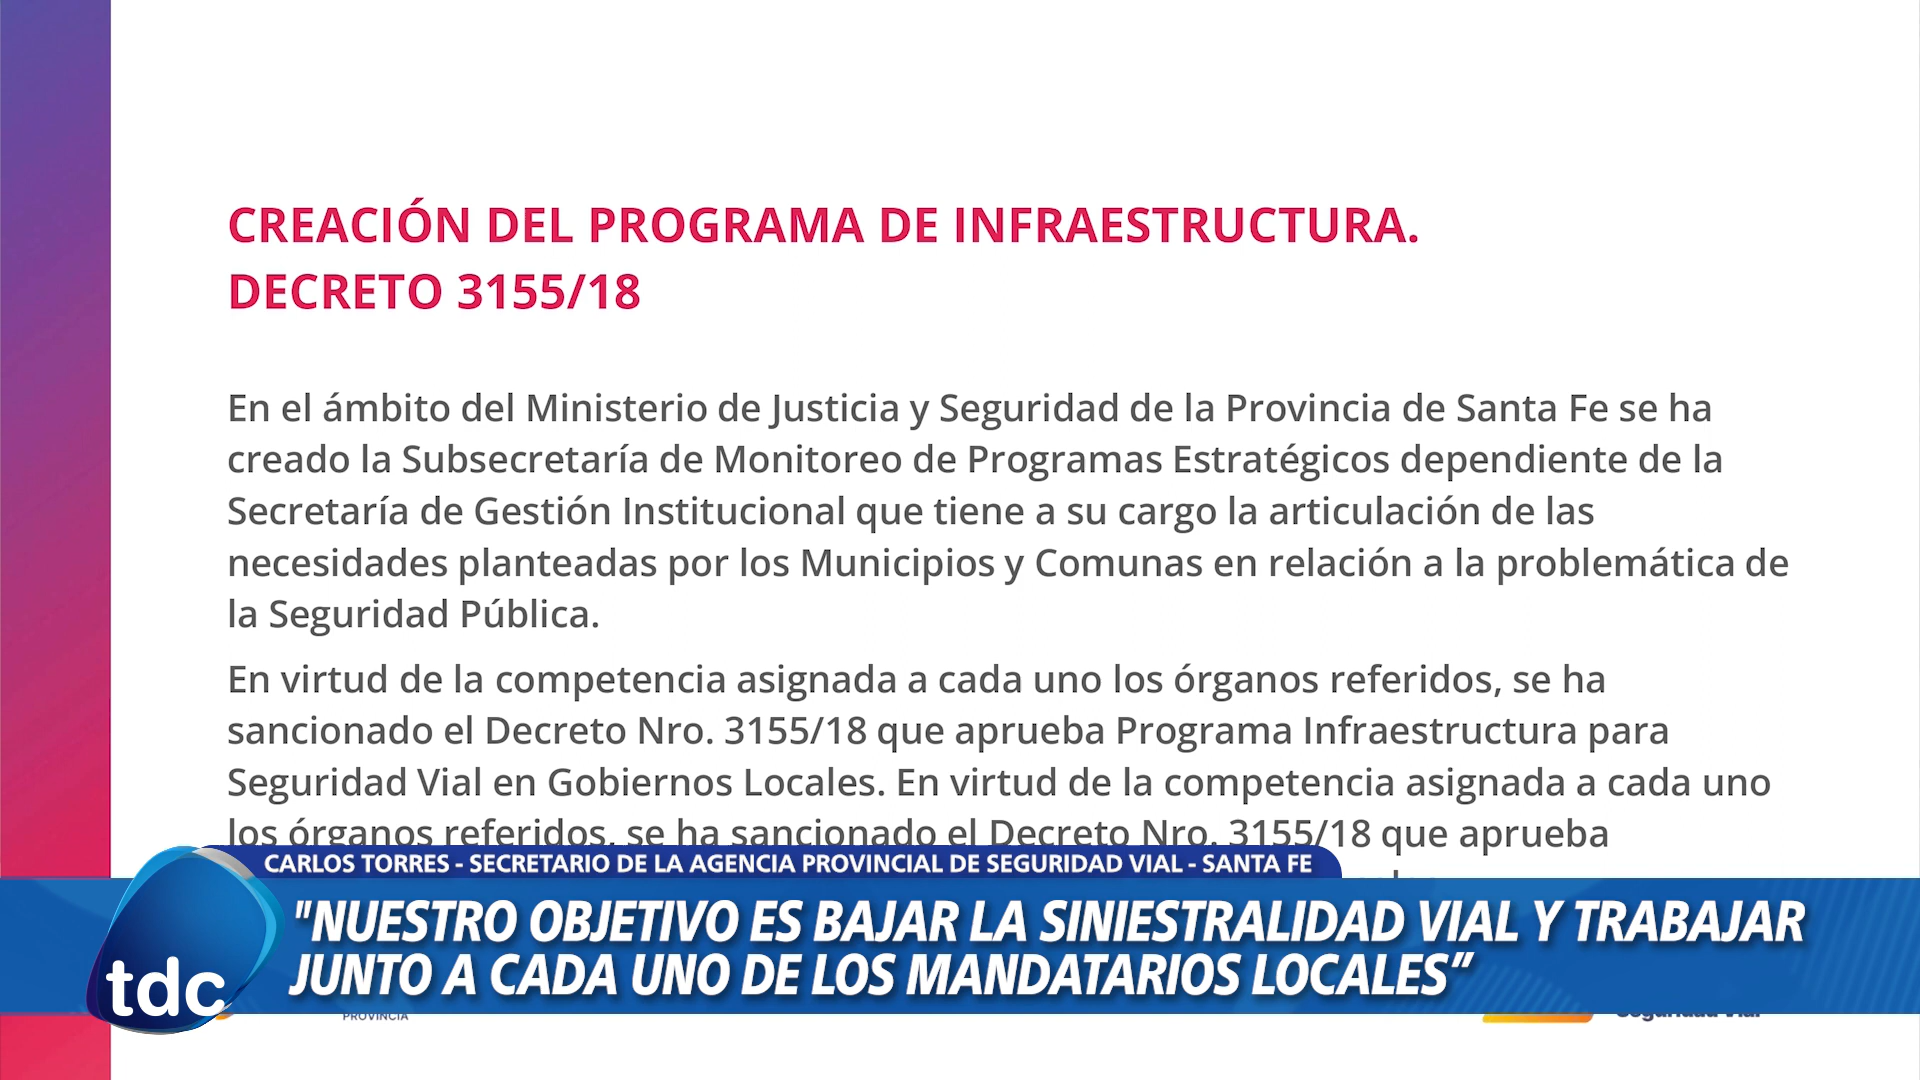 CREACIÓN DEL PROGRAMA DE INFRAESTRUCTURA.
DECRETO 3155/18
En el ámbito del Ministerio de Justicia y Seguridad de la Provincia de Santa Fe se ha
creado la Subsecretaría de Monitoreo de Programas Estratégicos dependiente de la
Secretaría de Gestión Institucional que tiene a su cargo la articulación de las
necesidades planteadas por los Municipios y Comunas en relación a la problemática de
la Seguridad Pública.
En virtud de la competencia asignada a cada uno los órganos referidos, se ha
sancionado el Decreto Nro. 3155/18 que aprueba Programa Infraestructura para
Seguridad Vial en Gobiernos Locales. En virtud de la competencia asignada a cada uno
los órganos referidos, se ha sancionado el Decreto Nro. 3155/18 que aprueba
CARLOS TORRES - SECRETARIO DE LA AGENCIA PROVINCIAL DE SEGURIDAD VIAL - SANTA FE
"NUESTRO OBJETIVO ES BAJAR LA SINIESTRALIDAD VIAL Y TRABAJAR
JUNTO A CADA UNO DE LOS MANDATARIOS LOCALES”
tdc
PROVINCIA
Seguridad Vial